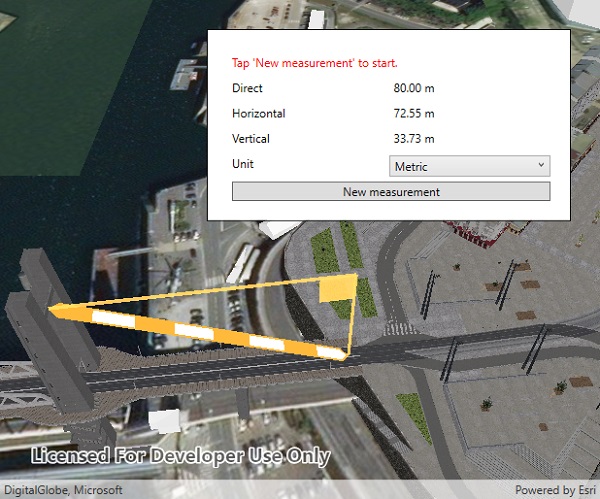 Tap 'New measurement' to start.
Direct 80.00 m
Horizontal 72.55 m
Vertical 33.73 m
Unit Metric
New measurement
Licensed For Developer Use Only
DigitalGlobe, Microsoft Powered by Esri